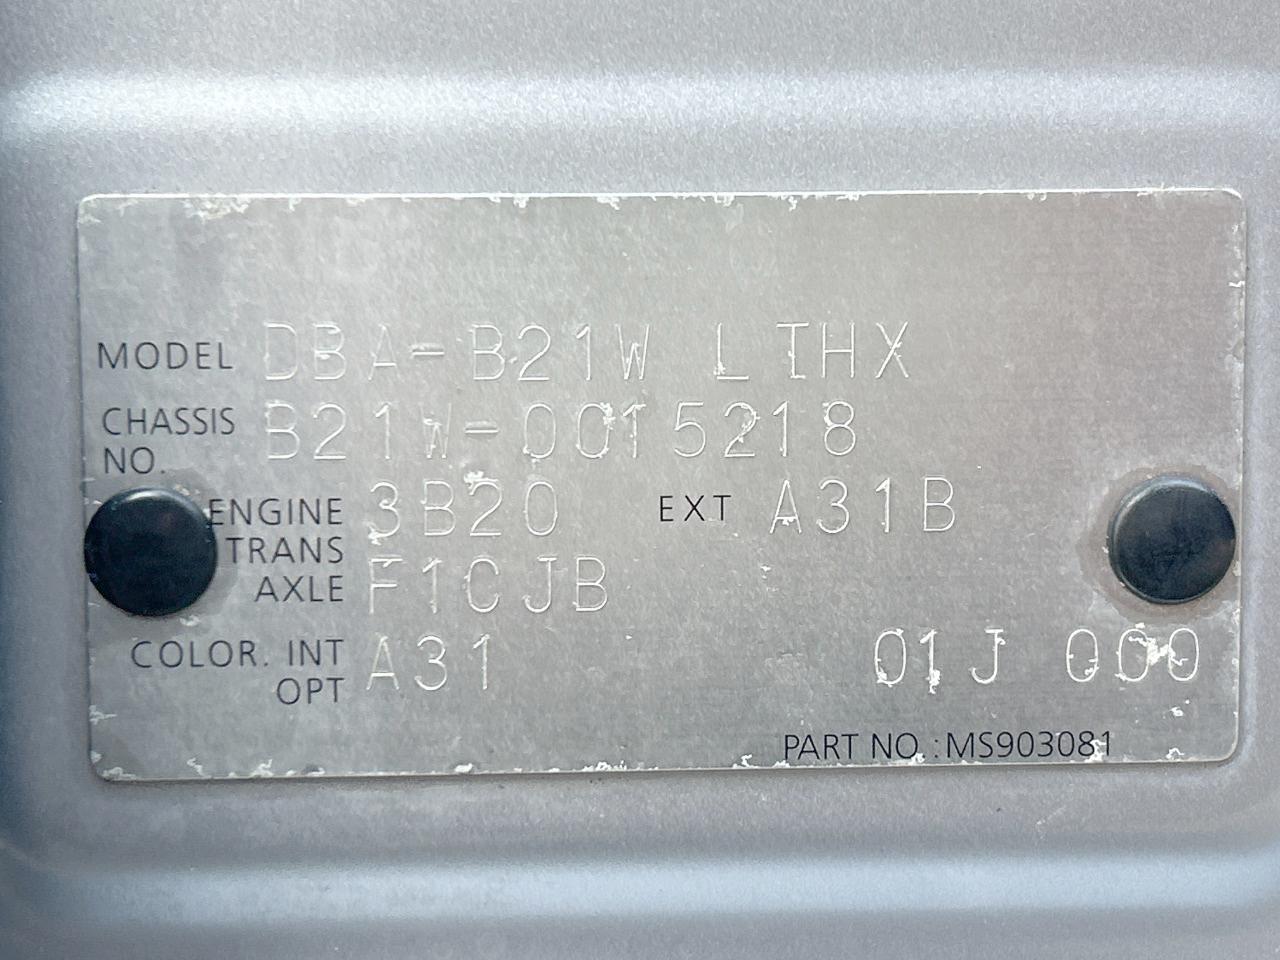 MODEL DBA-B21W LTHX
CHASSIS NO. B21W-0015218
ENGINE 3B20 EXT A31B
TRANS AXLE F1CJB
COLOR. INT OPT A31 01J 000
PART NO.:MS903081